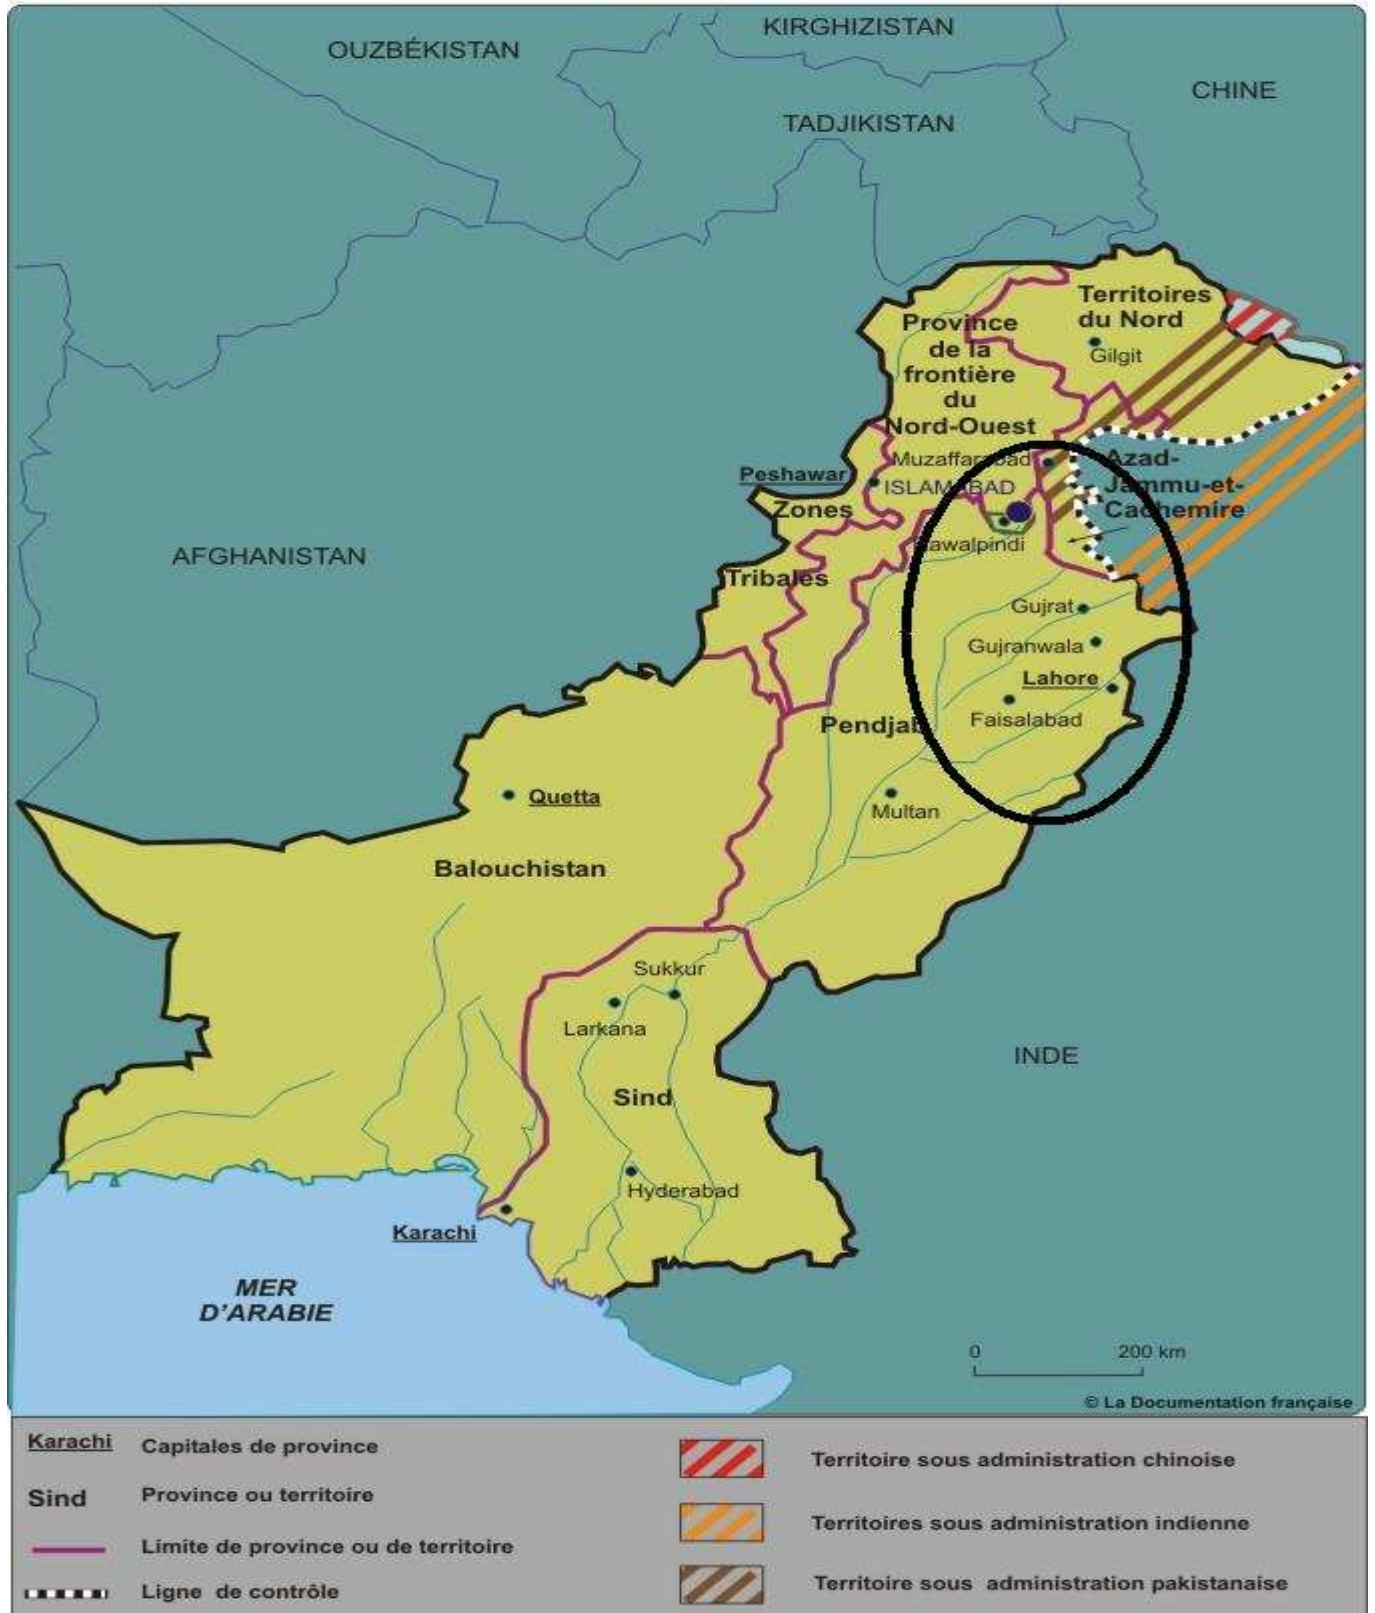 OUZBÉKISTAN
KIRGHIZISTAN
CHINE
TADJIKISTAN
Territoires
du Nord
Gilgit
Province
de la
frontière
du
Nord-Ouest
Muzaffarabad
Peshawar
ISLAMABAD
Azad-
Jammu-et-
Cachemire
Zones
Tribales
Rawalpindi
AFGHANISTAN
Gujrat
Gujranwala
Lahore
Faisalabad
Pendjab
Multan
Quetta
Balouchistan
Sukkur
Larkana
INDE
Sind
Hyderabad
Karachi
MER
D'ARABIE
0 200 km
© La Documentation française
Karachi Capitales de province
Sind Province ou territoire
Limite de province ou de territoire
Ligne de contrôle
Territoire sous administration chinoise
Territoires sous administration indienne
Territoire sous administration pakistanaise